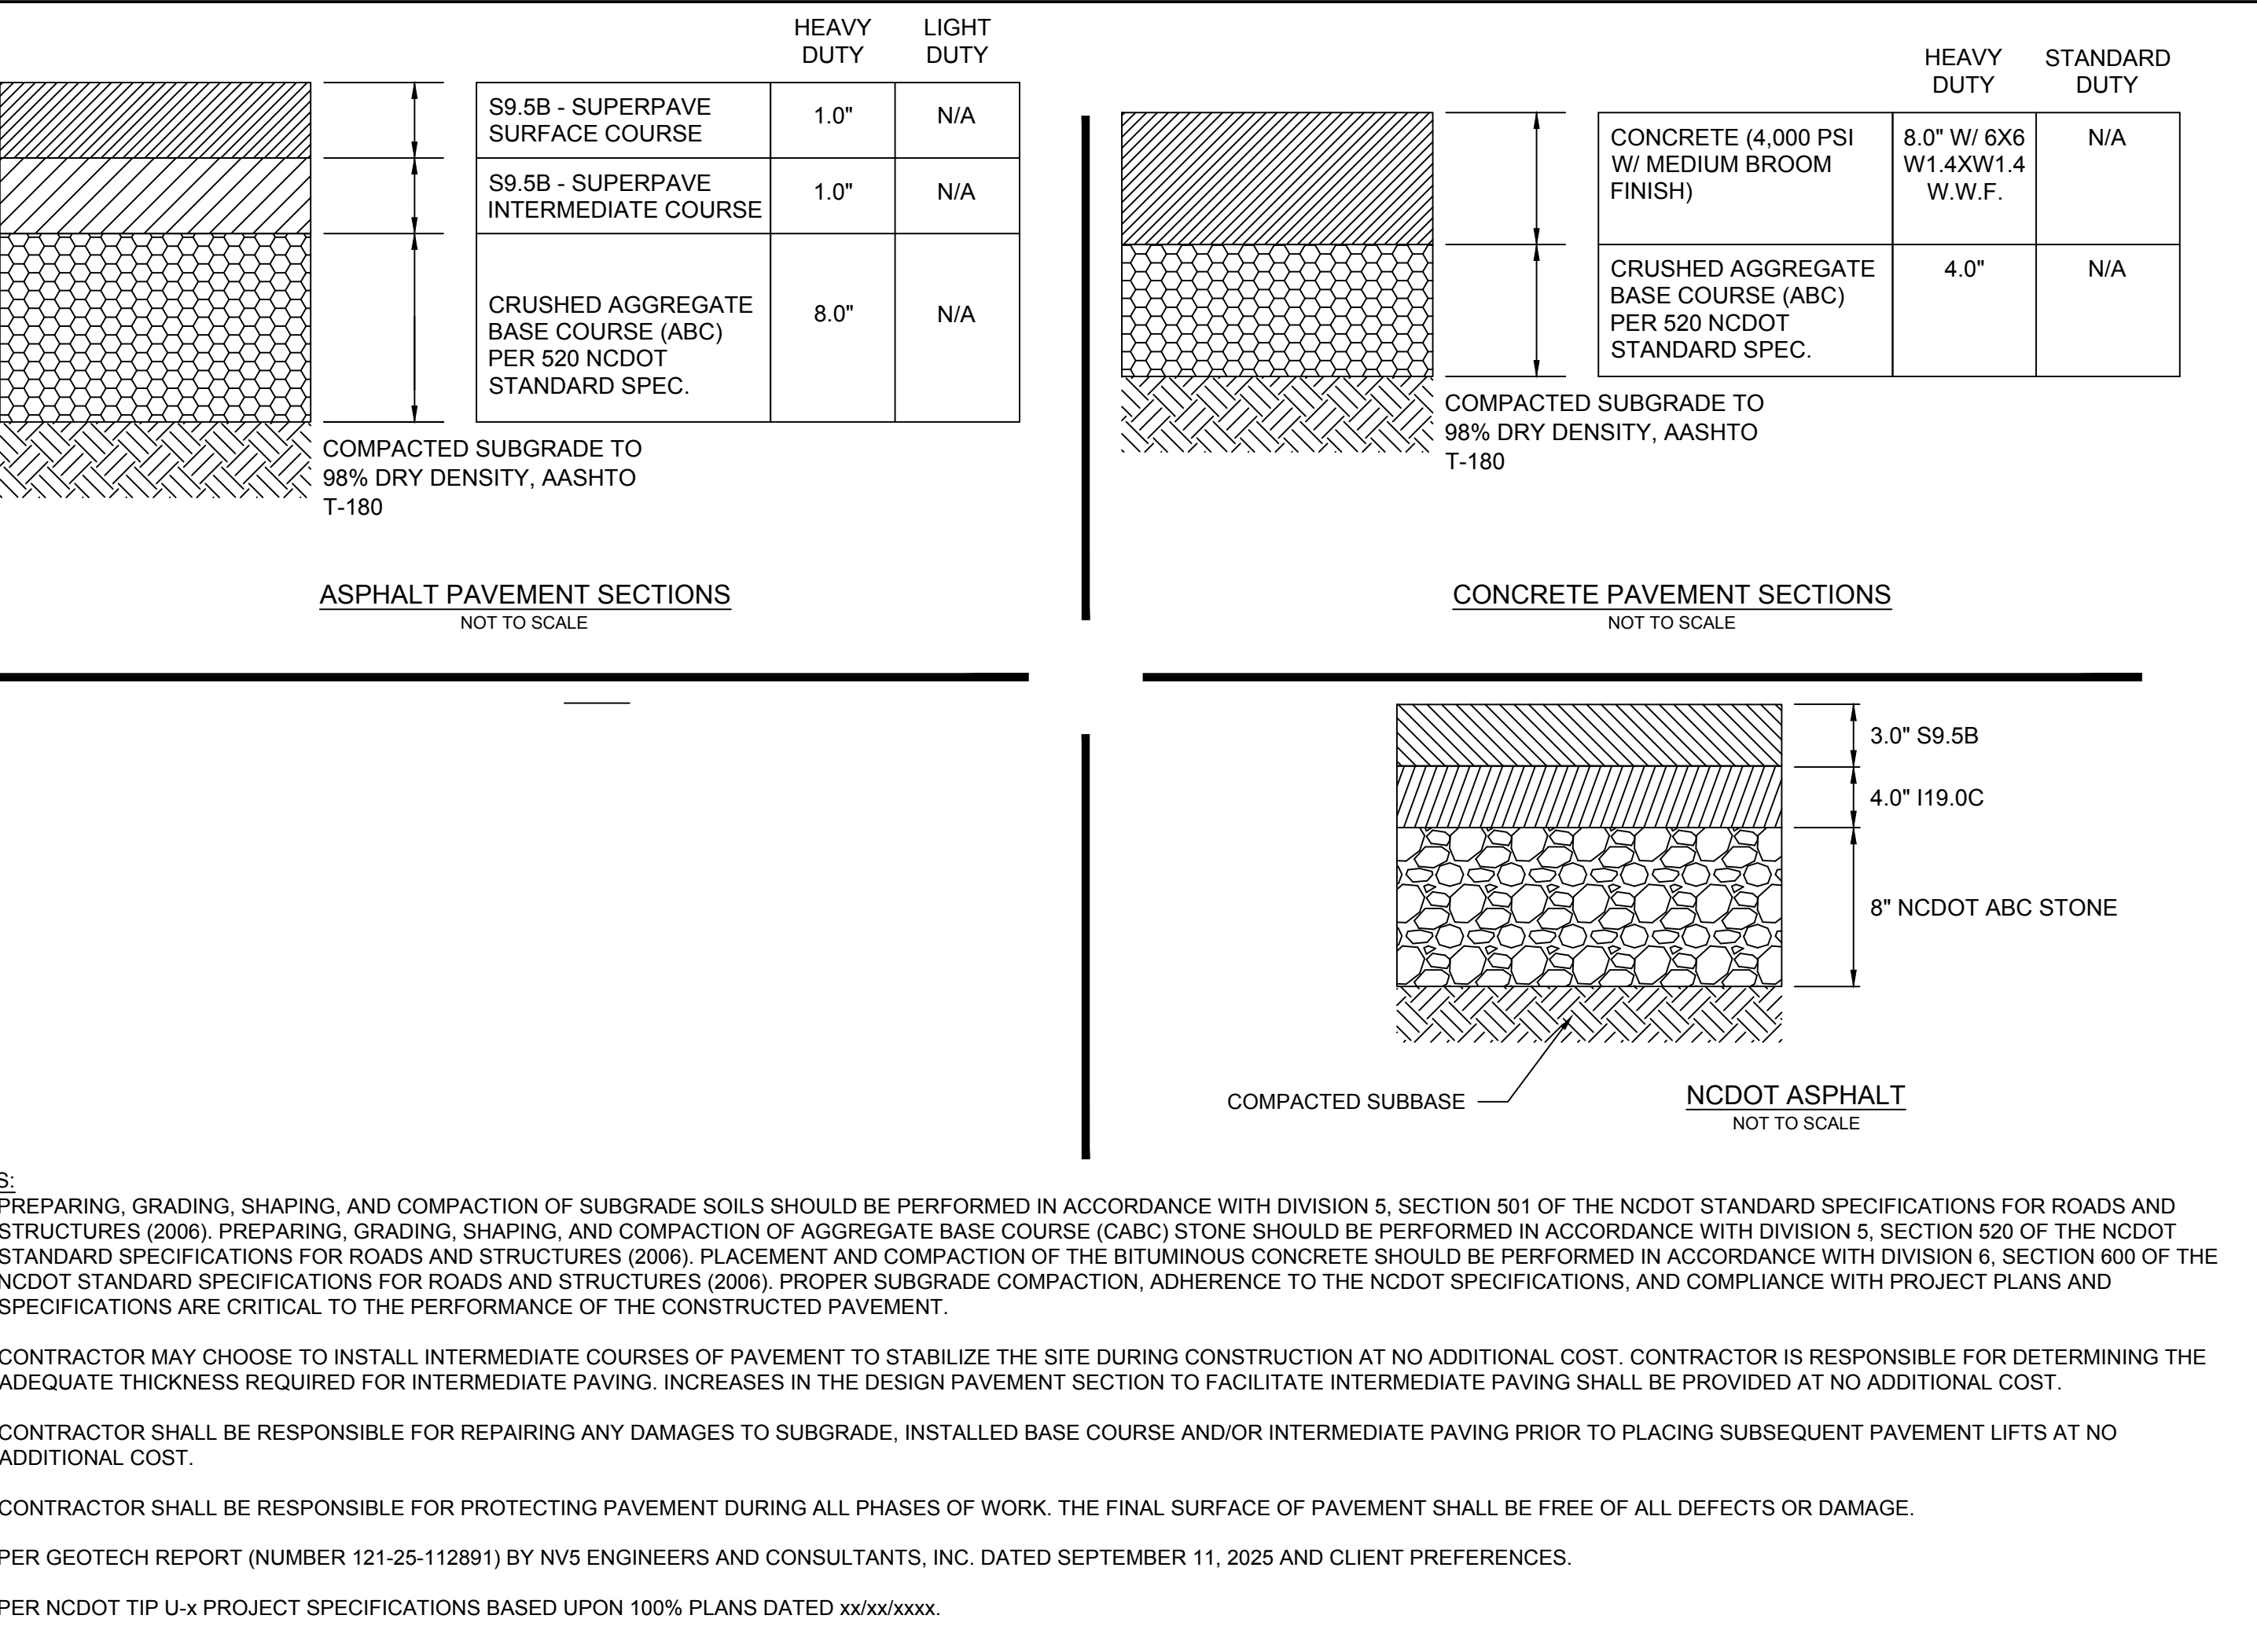 HEAVY
DUTY
LIGHT
DUTY
S9.5B - SUPERPAVE
SURFACE COURSE
1.0"
N/A
S9.5B - SUPERPAVE
INTERMEDIATE COURSE
1.0"
N/A
CRUSHED AGGREGATE
BASE COURSE (ABC)
PER 520 NCDOT
STANDARD SPEC.
8.0"
N/A
COMPACTED SUBGRADE TO
98% DRY DENSITY, AASHTO
T-180
ASPHALT PAVEMENT SECTIONS
NOT TO SCALE
HEAVY
DUTY
STANDARD
DUTY
CONCRETE (4,000 PSI
W/ MEDIUM BROOM
FINISH)
8.0" W/ 6X6
W1.4XW1.4
W.W.F.
N/A
CRUSHED AGGREGATE
BASE COURSE (ABC)
PER 520 NCDOT
STANDARD SPEC.
4.0"
N/A
COMPACTED SUBGRADE TO
98% DRY DENSITY, AASHTO
T-180
CONCRETE PAVEMENT SECTIONS
NOT TO SCALE
3.0" S9.5B
4.0" I19.0C
8" NCDOT ABC STONE
COMPACTED SUBBASE
NCDOT ASPHALT
NOT TO SCALE
S:
PREPARING, GRADING, SHAPING, AND COMPACTION OF SUBGRADE SOILS SHOULD BE PERFORMED IN ACCORDANCE WITH DIVISION 5, SECTION 501 OF THE NCDOT STANDARD SPECIFICATIONS FOR ROADS AND
STRUCTURES (2006). PREPARING, GRADING, SHAPING, AND COMPACTION OF AGGREGATE BASE COURSE (CABC) STONE SHOULD BE PERFORMED IN ACCORDANCE WITH DIVISION 5, SECTION 520 OF THE NCDOT
STANDARD SPECIFICATIONS FOR ROADS AND STRUCTURES (2006). PLACEMENT AND COMPACTION OF THE BITUMINOUS CONCRETE SHOULD BE PERFORMED IN ACCORDANCE WITH DIVISION 6, SECTION 600 OF THE
NCDOT STANDARD SPECIFICATIONS FOR ROADS AND STRUCTURES (2006). PROPER SUBGRADE COMPACTION, ADHERENCE TO THE NCDOT SPECIFICATIONS, AND COMPLIANCE WITH PROJECT PLANS AND
SPECIFICATIONS ARE CRITICAL TO THE PERFORMANCE OF THE CONSTRUCTED PAVEMENT.
CONTRACTOR MAY CHOOSE TO INSTALL INTERMEDIATE COURSES OF PAVEMENT TO STABILIZE THE SITE DURING CONSTRUCTION AT NO ADDITIONAL COST. CONTRACTOR IS RESPONSIBLE FOR DETERMINING THE
ADEQUATE THICKNESS REQUIRED FOR INTERMEDIATE PAVING. INCREASES IN THE DESIGN PAVEMENT SECTION TO FACILITATE INTERMEDIATE PAVING SHALL BE PROVIDED AT NO ADDITIONAL COST.
CONTRACTOR SHALL BE RESPONSIBLE FOR REPAIRING ANY DAMAGES TO SUBGRADE, INSTALLED BASE COURSE AND/OR INTERMEDIATE PAVING PRIOR TO PLACING SUBSEQUENT PAVEMENT LIFTS AT NO
ADDITIONAL COST.
CONTRACTOR SHALL BE RESPONSIBLE FOR PROTECTING PAVEMENT DURING ALL PHASES OF WORK. THE FINAL SURFACE OF PAVEMENT SHALL BE FREE OF ALL DEFECTS OR DAMAGE.
PER GEOTECH REPORT (NUMBER 121-25-112891) BY NV5 ENGINEERS AND CONSULTANTS, INC. DATED SEPTEMBER 11, 2025 AND CLIENT PREFERENCES.
PER NCDOT TIP U-x PROJECT SPECIFICATIONS BASED UPON 100% PLANS DATED xx/xx/xxxx.